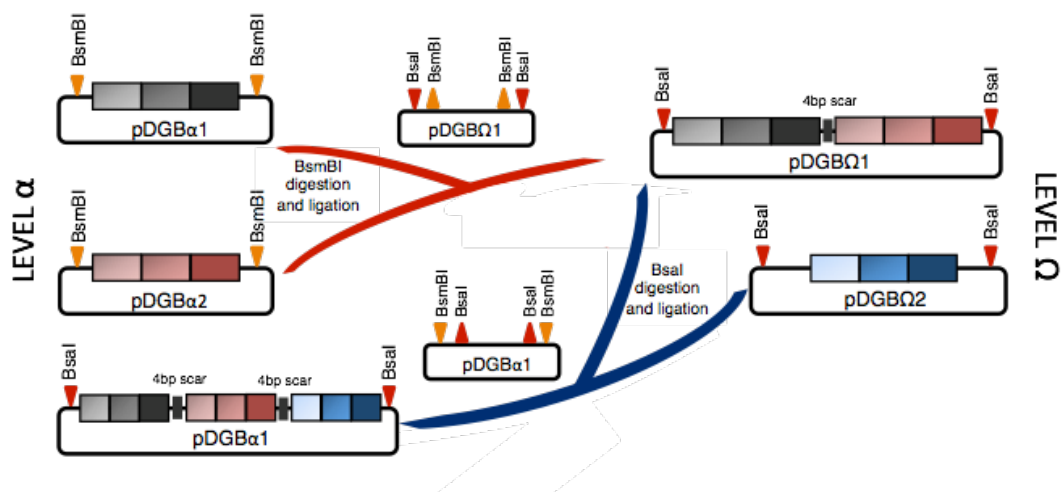 BsmBI
BsmBI
pDGBα1
BsaI
BsmBI
BsmBI
BsaI
pDGBΩ1
BsaI
BsaI
4bp scar
pDGBΩ1
BsmBI
digestion
and ligation
LEVEL α
LEVEL Ω
BsmBI
BsmBI
pDGBα2
BsaI
BsaI
pDGBΩ2
BsaI
digestion
and ligation
BsmBI
BsaI
BsaI
BsmBI
pDGBα1
BsaI
BsaI
4bp scar
4bp scar
pDGBα1